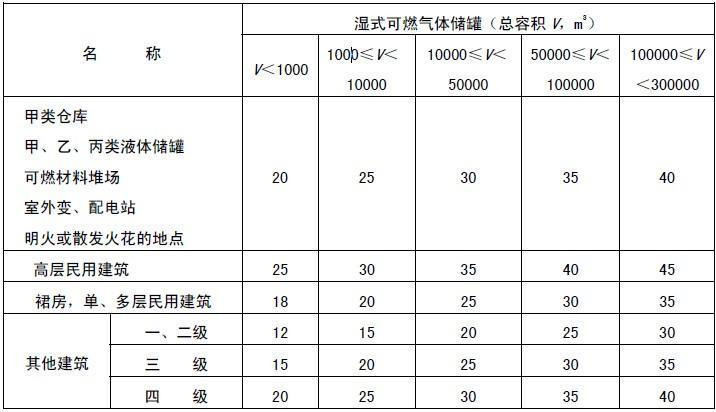 湿式可燃气体储罐（总容积 V，m³）
名 称
V＜1000
1000≤V＜
10000
10000≤V＜
50000
50000≤V＜
100000
100000≤V
＜300000
甲类仓库
甲、乙、丙类液体储罐
可燃材料堆场
室外变、配电站
明火或散发火花的地点
20 25 30 35 40
高层民用建筑 25 30 35 40 45
裙房，单、多层民用建筑 18 20 25 30 35
其他建筑
一、二级 12 15 20 25 30
三 级 15 20 25 30 35
四 级 20 25 30 35 40